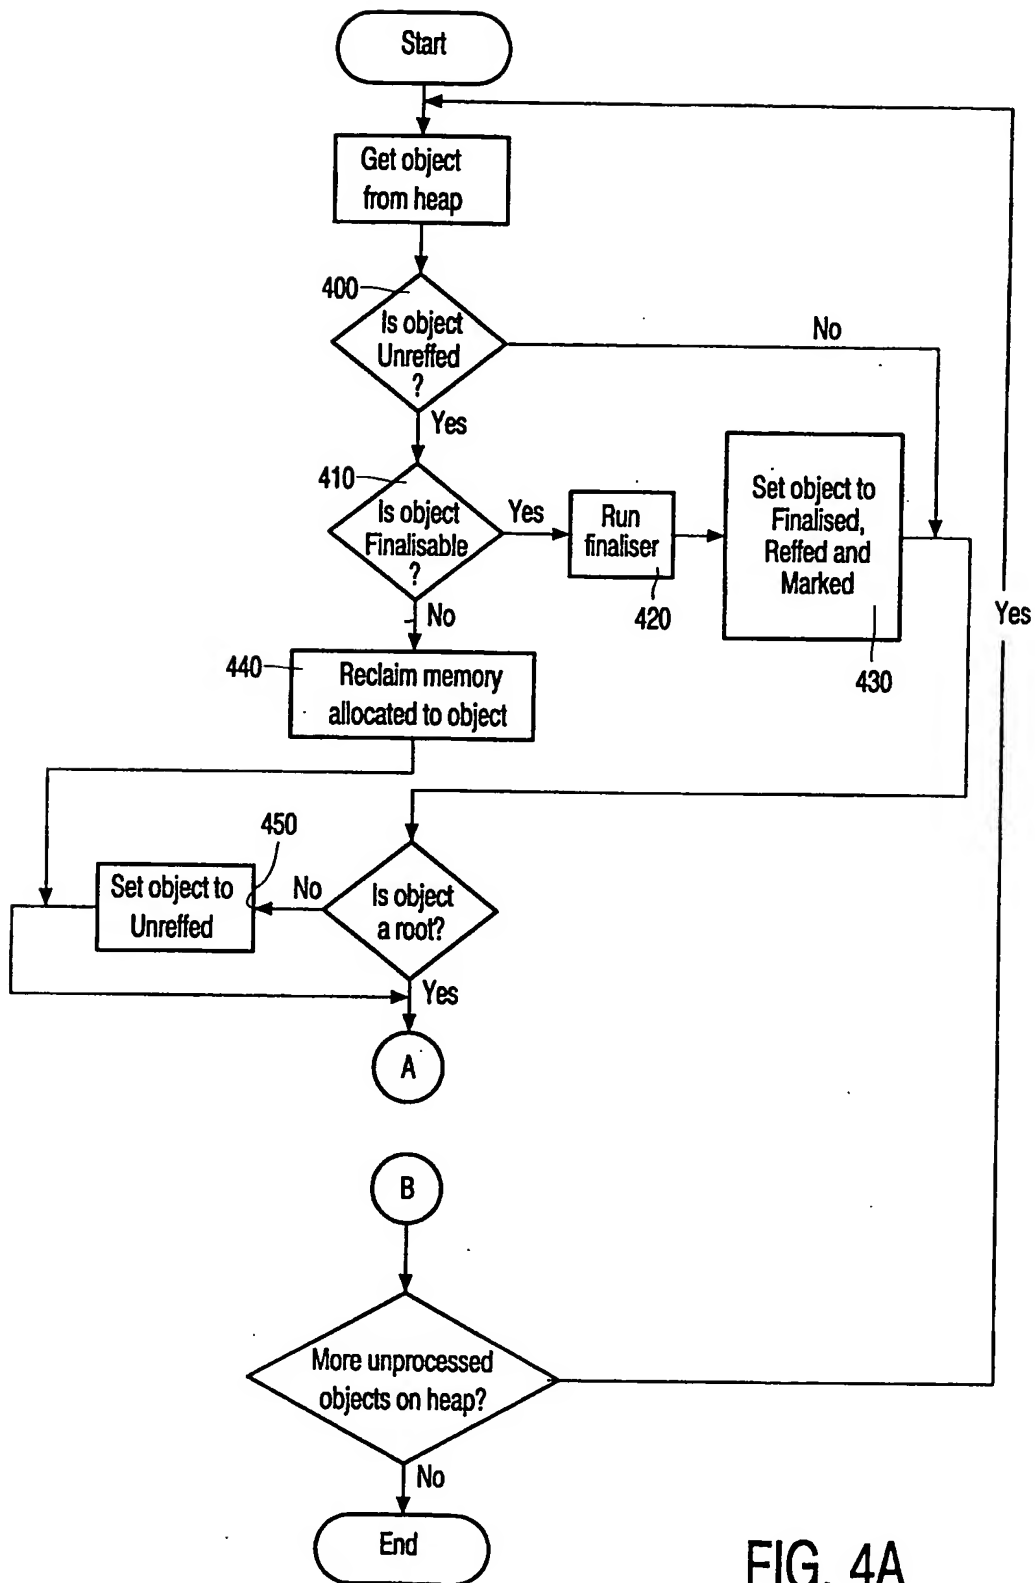 Start
Get object
from heap
400
Is object
Unreffed
?
No
Yes
410
Is object
Finalisable
?
Yes
Run
finaliser
420
Set object to
Finalised,
Reffed and
Marked
430
Yes
No
440
Reclaim memory
allocated to object
450
Set object to
Unreffed
No
Is object
a root?
Yes
A
B
More unprocessed
objects on heap?
No
End
FIG. 4A